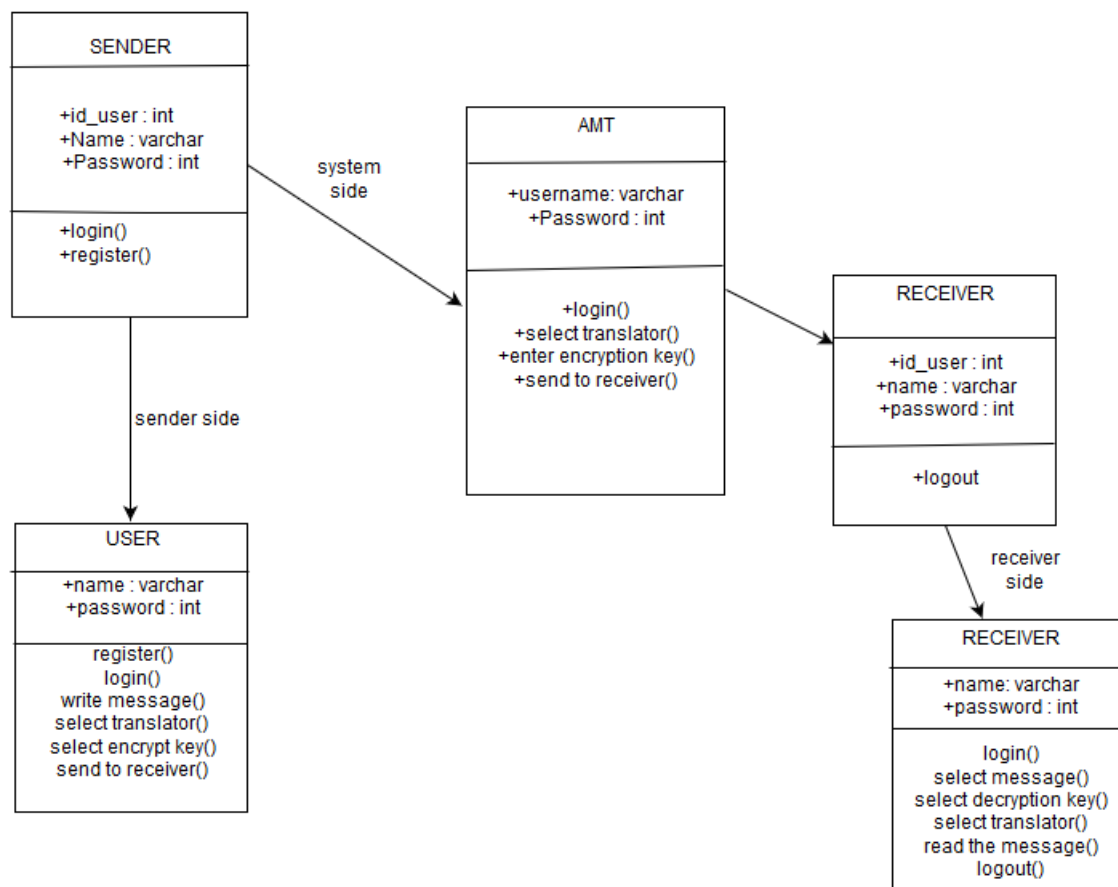 SENDER
+id_user : int
+Name : varchar
+Password : int
+login()
+register()
system
side
AMT
+username: varchar
+Password : int
+login()
+select translator()
+enter encryption key()
+send to receiver()
RECEIVER
+id_user : int
+name : varchar
+password : int
+logout
sender side
USER
+name : varchar
+password : int
register()
login()
write message()
select translator()
select encrypt key()
send to receiver()
receiver
side
RECEIVER
+name: varchar
+password : int
login()
select message()
select decryption key()
select translator()
read the message()
logout()